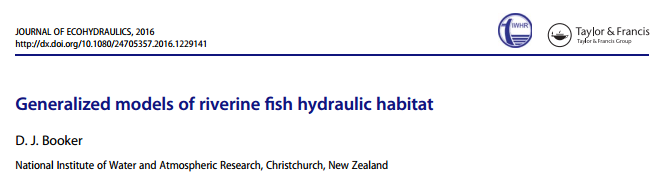 JOURNAL OF ECOHYDRAULICS, 2016
http://dx.doi.org/10.1080/24705357.2016.1229141
IWHR
Taylor & Francis
Taylor & Francis Group
Generalized models of riverine fish hydraulic habitat
D. J. Booker
National Institute of Water and Atmospheric Research, Christchurch, New Zealand